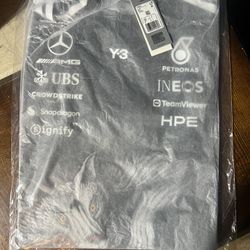 Y-3
AMG
UBS
CROWDSTRIKE
Snapdragon
Signify
PETRONAS
INEOS
TeamViewer
HPE